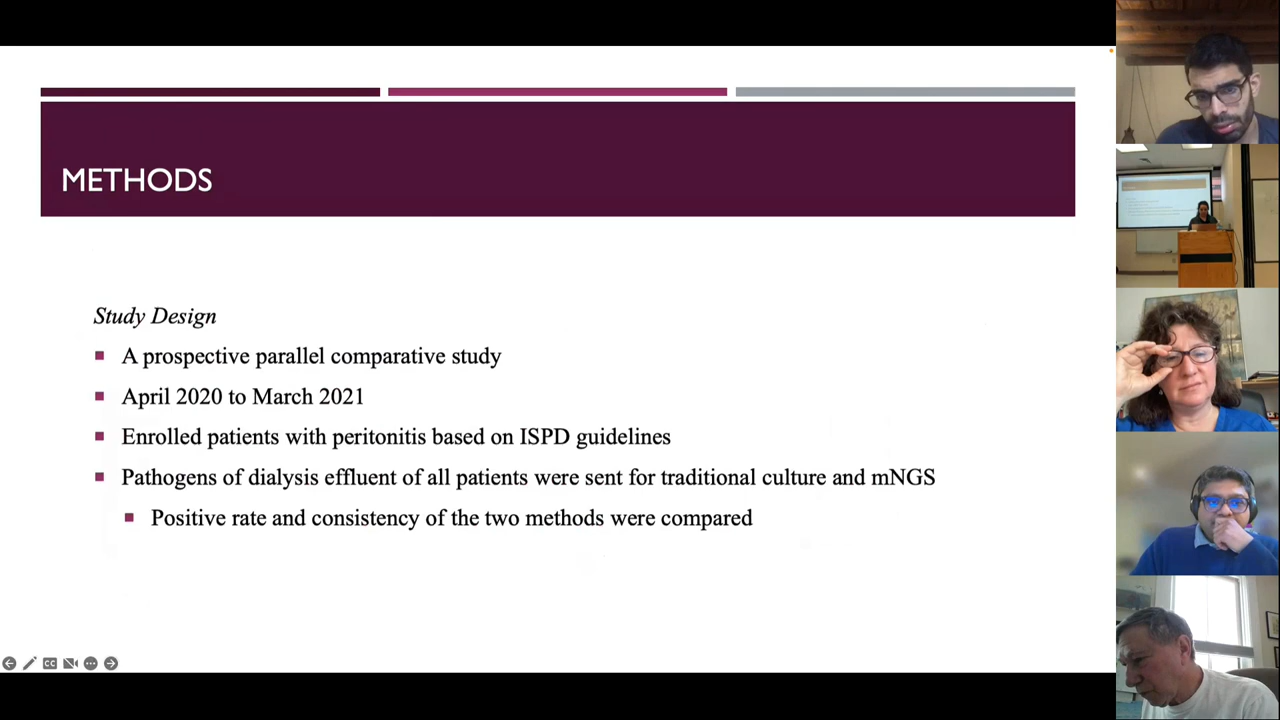 METHODS
Study Design
A prospective parallel comparative study
April 2020 to March 2021
Enrolled patients with peritonitis based on ISPD guidelines
Pathogens of dialysis effluent of all patients were sent for traditional culture and mNGS
Positive rate and consistency of the two methods were compared
CC